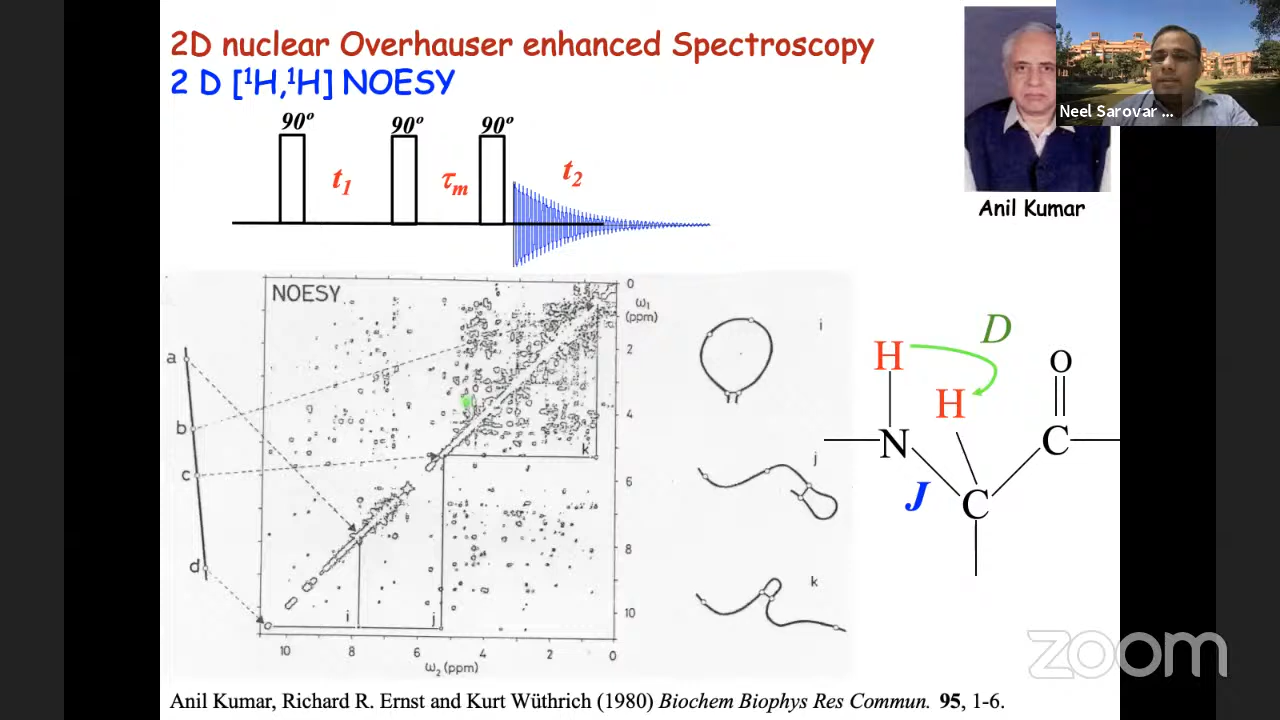 2D nuclear Overhauser enhanced Spectroscopy
2 D [¹H,¹H] NOESY
90º 90º 90º
t₁ τₘ t₂
Neel Sarovar ...
Anil Kumar
NOESY
0
ω₁
(ppm)
2
4
6
8
10
a
b
c
d
k
i
j
10 8 6 4 2 0
ω₂ (ppm)
i
j
k
D
H
H
O
N
C
J
C
zoom
Anil Kumar, Richard R. Ernst and Kurt Wüthrich (1980) Biochem Biophys Res Commun. 95, 1-6.